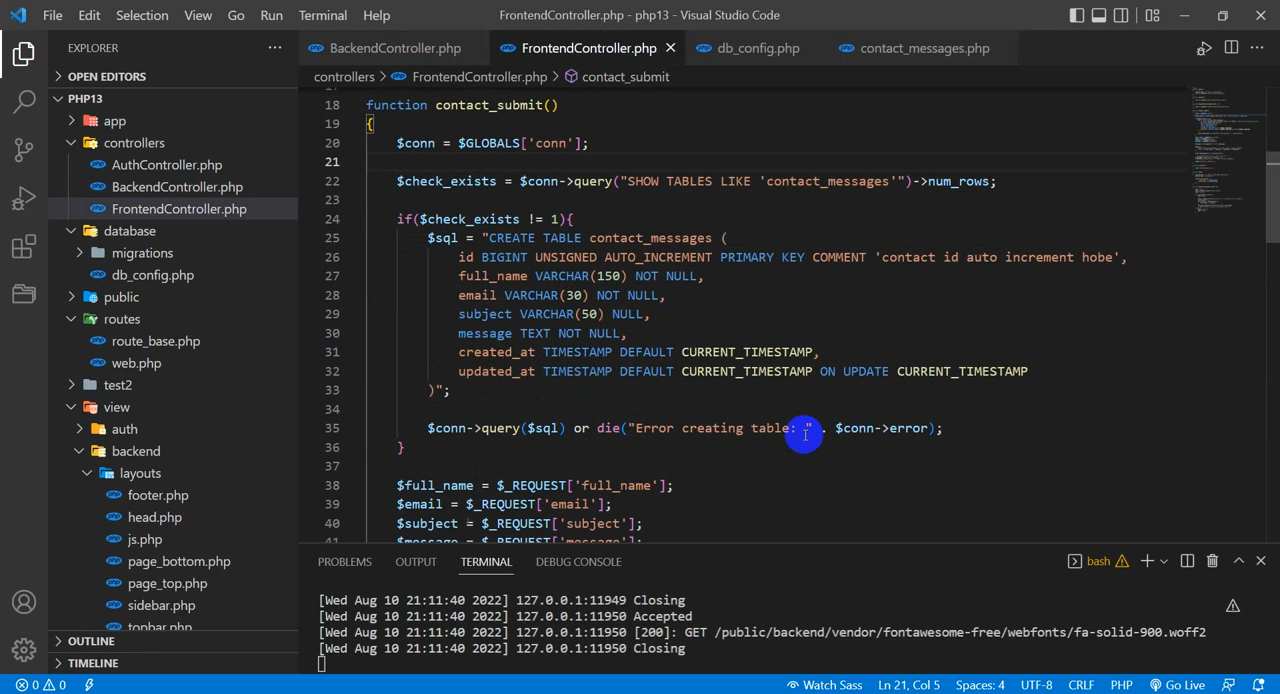 File Edit Selection View Go Run Terminal Help
FrontendController.php - php13 - Visual Studio Code
EXPLORER
OPEN EDITORS
PHP13
app
controllers
AuthController.php
BackendController.php
FrontendController.php
database
migrations
db_config.php
public
routes
route_base.php
web.php
test2
view
auth
backend
layouts
footer.php
head.php
js.php
page_bottom.php
page_top.php
sidebar.php
topbar.php
OUTLINE
TIMELINE
BackendController.php FrontendController.php db_config.php contact_messages.php
controllers > FrontendController.php > contact_submit
18 function contact_submit()
19 {
20 $conn = $GLOBALS['conn'];
21
22 $check_exists = $conn->query("SHOW TABLES LIKE 'contact_messages'")->num_rows;
23
24 if($check_exists != 1){
25 $sql = "CREATE TABLE contact_messages (
26 id BIGINT UNSIGNED AUTO_INCREMENT PRIMARY KEY COMMENT 'contact id auto increment hobe',
27 full_name VARCHAR(150) NOT NULL,
28 email VARCHAR(30) NOT NULL,
29 subject VARCHAR(50) NULL,
30 message TEXT NOT NULL,
31 created_at TIMESTAMP DEFAULT CURRENT_TIMESTAMP,
32 updated_at TIMESTAMP DEFAULT CURRENT_TIMESTAMP ON UPDATE CURRENT_TIMESTAMP
33 )";
34
35 $conn->query($sql) or die("Error creating table: " . $conn->error);
36 }
37
38 $full_name = $_REQUEST['full_name'];
39 $email = $_REQUEST['email'];
40 $subject = $_REQUEST['subject'];
41 $message = $_REQUEST['message'];
PROBLEMS OUTPUT TERMINAL DEBUG CONSOLE
bash
[Wed Aug 10 21:11:40 2022] 127.0.0.1:11949 Closing
[Wed Aug 10 21:11:40 2022] 127.0.0.1:11950 Accepted
[Wed Aug 10 21:11:40 2022] 127.0.0.1:11950 [200]: GET /public/backend/vendor/fontawesome-free/webfonts/fa-solid-900.woff2
[Wed Aug 10 21:11:40 2022] 127.0.0.1:11950 Closing
0 0 Watch Sass Ln 21, Col 5 Spaces: 4 UTF-8 CRLF PHP Go Live